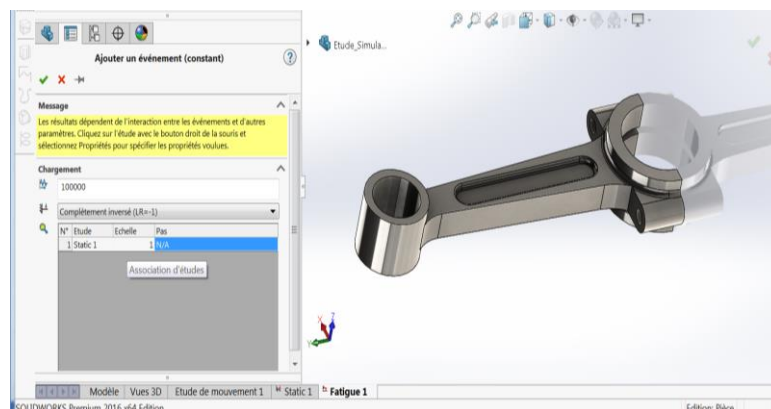 Etude_Simula...
Ajouter un événement (constant)
Message
Les résultats dépendent de l'interaction entre les événements et d'autres
paramètres. Cliquez sur l'étude avec le bouton droit de la souris et
sélectionnez Propriétés pour spécifier les propriétés voulues.
Chargement
100000
Complètement inversé (LR=-1)
N° Etude Echelle Pas
1 Static 1 1 N/A
Association d'études
Modèle Vues 3D Etude de mouvement 1 Static 1 Fatigue 1
SOLIDWORKS Premium 2016 x64 Edition Edition: Pièce